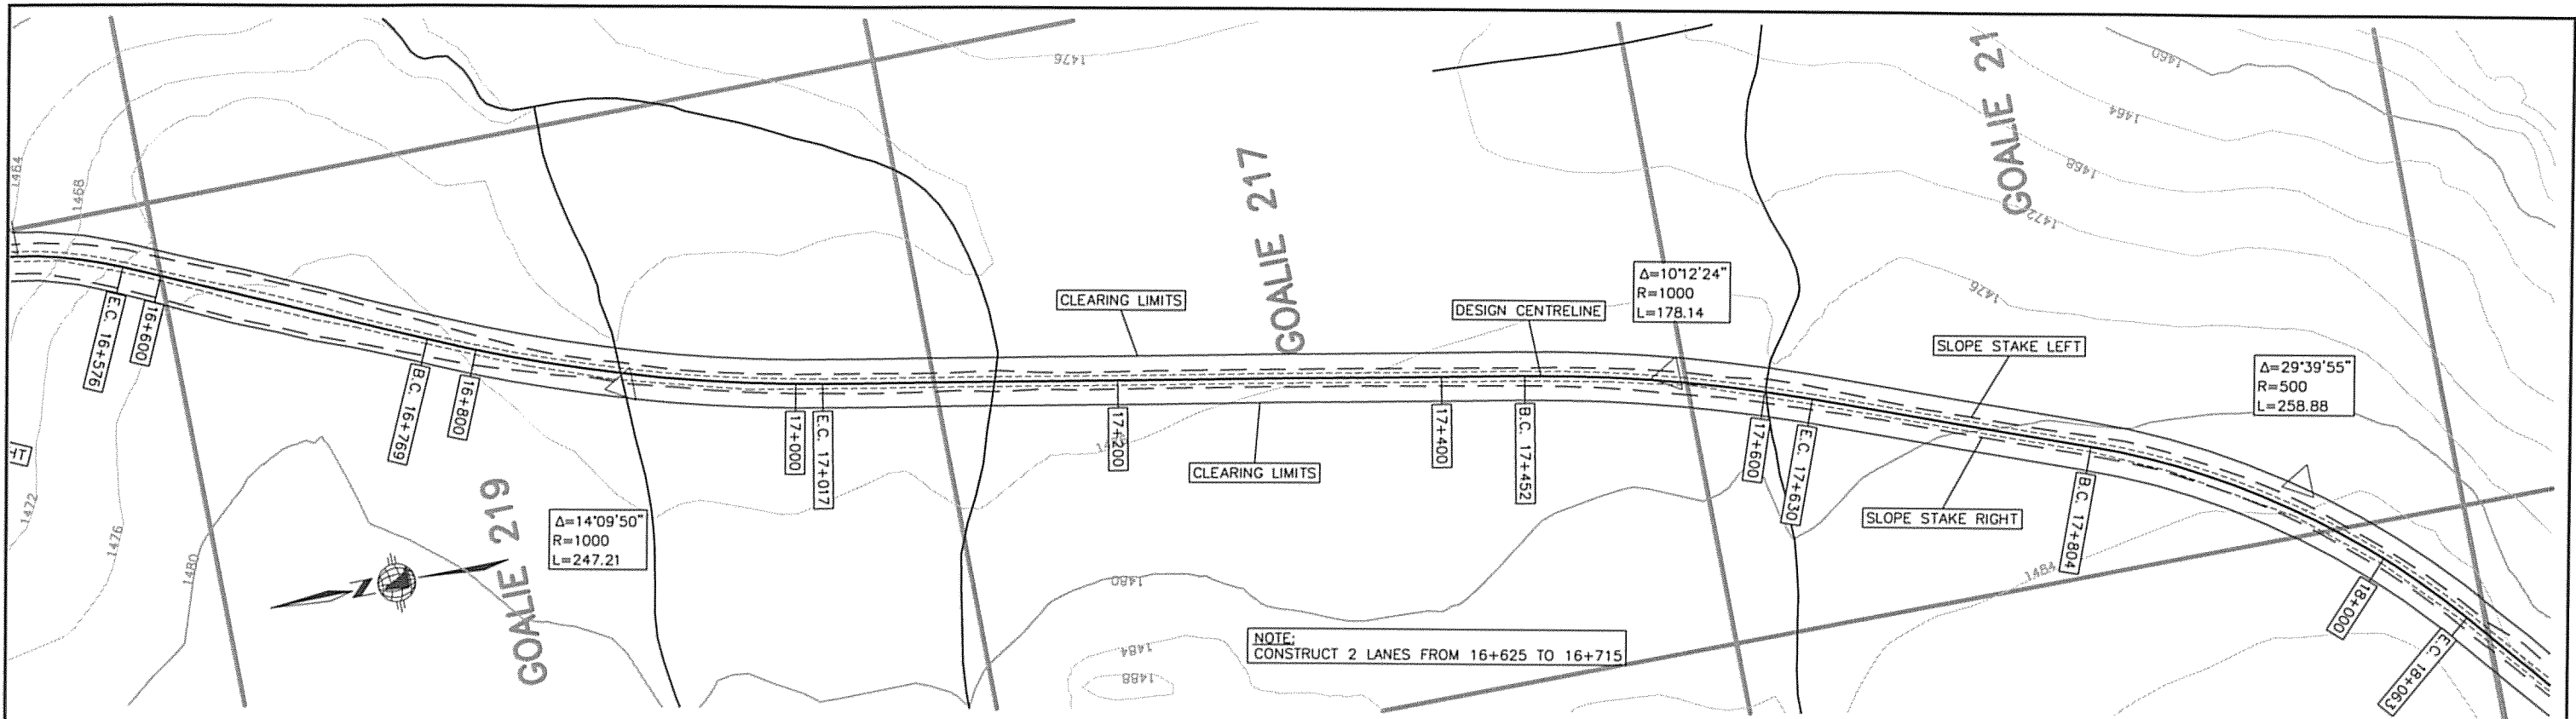 1476
GOALIE 21
1460
1464
1468
1472
1476
1464
1468
GOALIE 217
CLEARING LIMITS
DESIGN CENTRELINE
Δ=10°12'24"
R=1000
L=178.14
SLOPE STAKE LEFT
Δ=29°39'55"
R=500
L=258.88
E.C. 16+576
16+600
B.C. 16+769
16+800
17+000
E.C. 17+017
17+200
17+400
B.C. 17+452
17+600
E.C. 17+630
B.C. 17+804
18+000
E.C. 18+063
CLEARING LIMITS
SLOPE STAKE RIGHT
HT
1472
1476
1480
GOALIE 219
Δ=14°09'50"
R=1000
L=247.21
N
1480
1484
1488
1484
NOTE:
CONSTRUCT 2 LANES FROM 16+625 TO 16+715